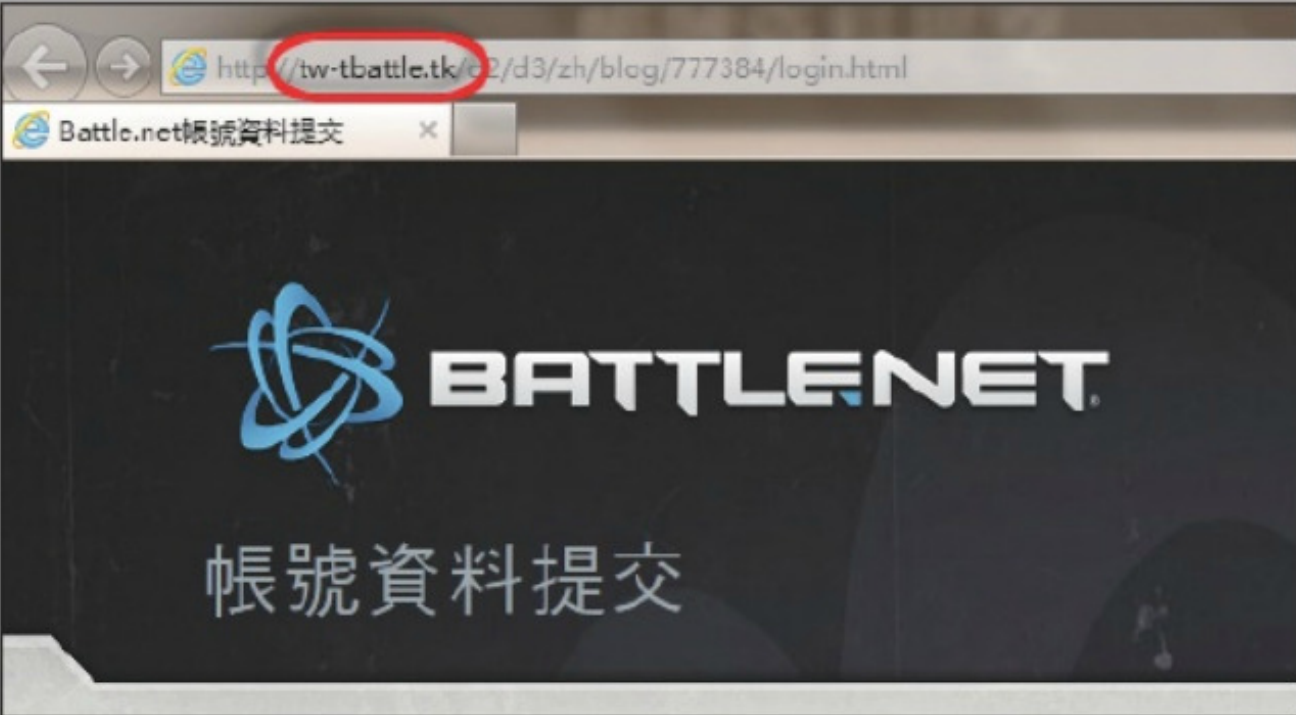 http://tw-tbattle.tk/d2/d3/zh/blog/777384/login.html
Battle.net帳號資料提交
BATTLE.NET
帳號資料提交